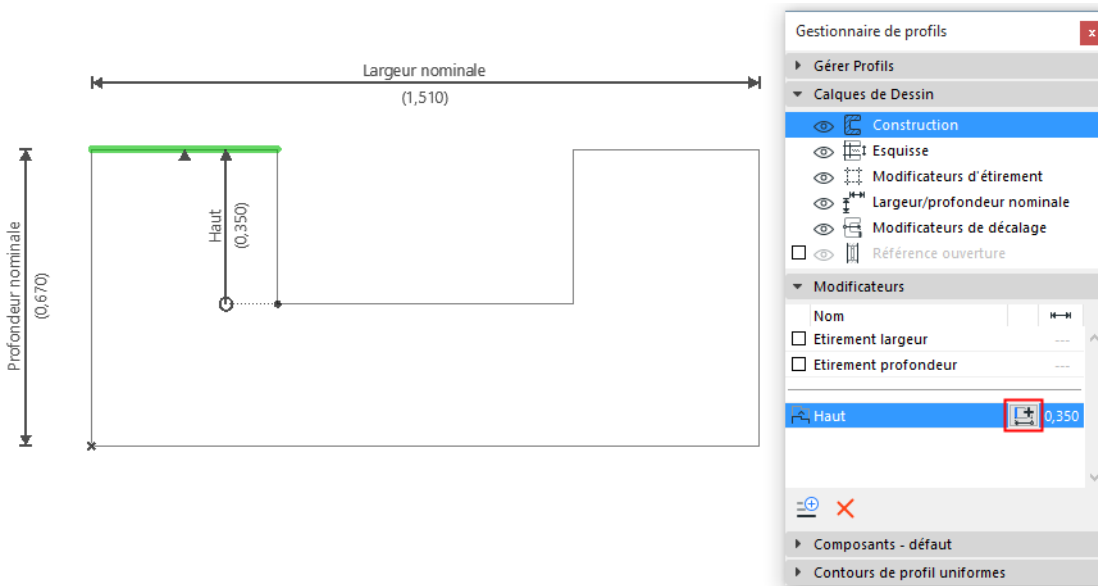 Largeur nominale
(1,510)
Profondeur nominale
(0,670)
Haut
(0,350)
Gestionnaire de profils
x
Gérer Profils
Calques de Dessin
Construction
Esquisse
Modificateurs d'étirement
Largeur/profondeur nominale
Modificateurs de décalage
Référence ouverture
Modificateurs
Nom
Etirement largeur ---
Etirement profondeur ---
Haut 0,350
Composants - défaut
Contours de profil uniformes